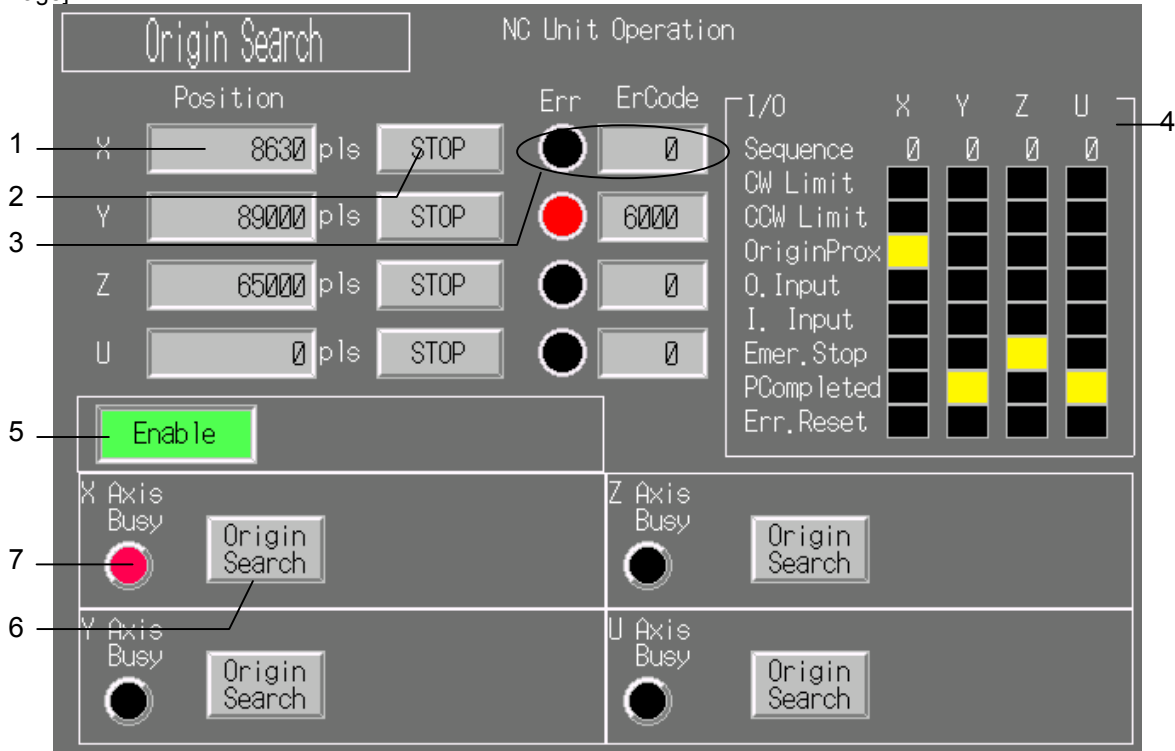 oge]
Origin Search NC Unit Operation
Position Err ErCode I/O X Y Z U 4
1 X 8630 pls STOP 0 Sequence 0 0 0 0
CW Limit
2 Y 89000 pls STOP 6000 CCW Limit
3 OriginProx
Z 65000 pls STOP 0 O.Input
I. Input
U 0 pls STOP 0 Emer.Stop
PCompleted
5 Enable Err.Reset
X Axis Z Axis
Busy Busy
Origin Origin
7 Search Search
6 Y Axis U Axis
Busy Busy
Origin Origin
Search Search